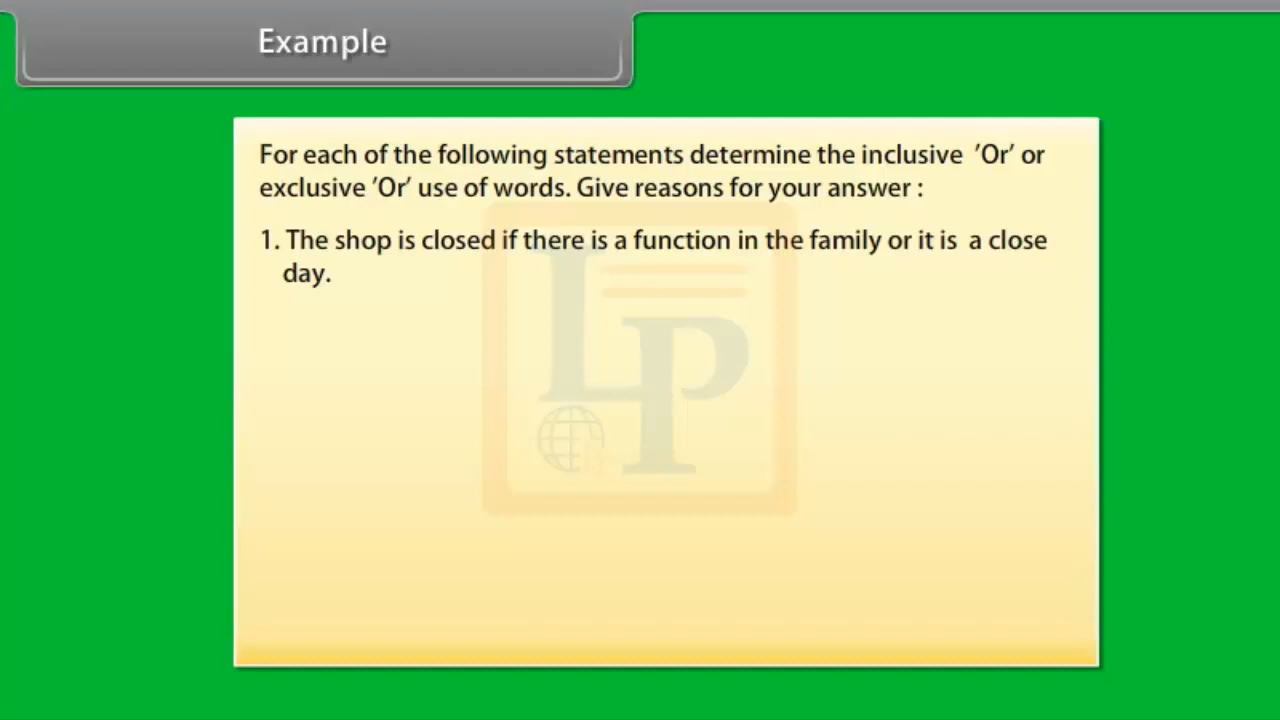 Example
For each of the following statements determine the inclusive 'Or' or
exclusive 'Or' use of words. Give reasons for your answer :
1. The shop is closed if there is a function in the family or it is a close
day.
LP